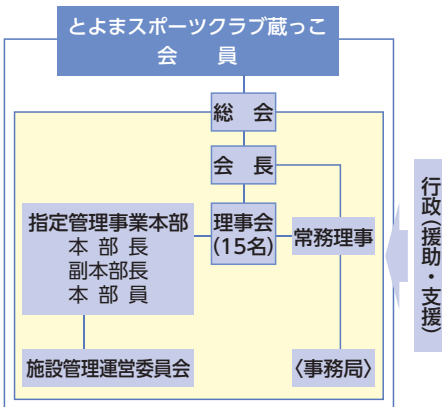 とよまスポーツクラブ蔵っこ
会　員
総　会
会　長
指定管理事業本部
本 部 長
副本部長
本 部 員
理事会
(15名)
常務理事
施設管理運営委員会
〈事務局〉
行政(援助・支援)